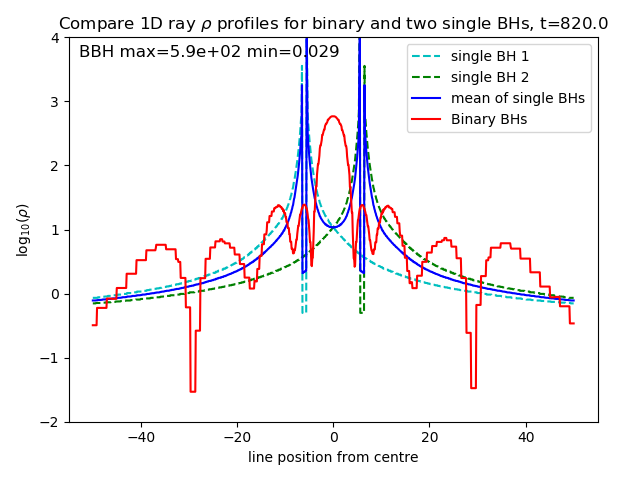 Compare 1D ray ρ profiles for binary and two single BHs, t=820.0
BBH max=5.9e+02 min=0.029
single BH 1
single BH 2
mean of single BHs
Binary BHs
4
3
2
1
0
−1
−2
log₁₀(ρ)
−40 −20 0 20 40
line position from centre